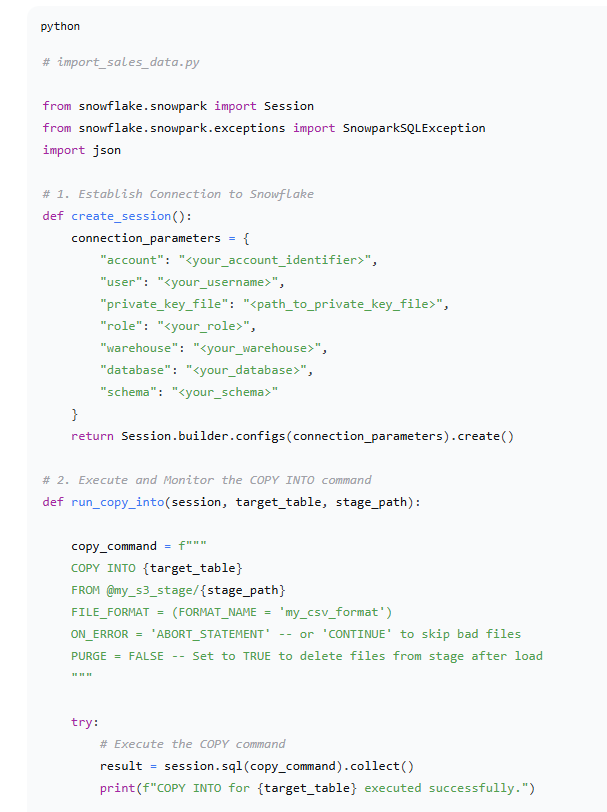 python
# import_sales_data.py
from snowflake.snowpark import Session
from snowflake.snowpark.exceptions import SnowparkSQLException
import json
# 1. Establish Connection to Snowflake
def create_session():
    connection_parameters = {
        "account": "<your_account_identifier>",
        "user": "<your_username>",
        "private_key_file": "<path_to_private_key_file>",
        "role": "<your_role>",
        "warehouse": "<your_warehouse>",
        "database": "<your_database>",
        "schema": "<your_schema>"
    }
    return Session.builder.configs(connection_parameters).create()
# 2. Execute and Monitor the COPY INTO command
def run_copy_into(session, target_table, stage_path):
    copy_command = f"""
    COPY INTO {target_table}
    FROM @my_s3_stage/{stage_path}
    FILE_FORMAT = (FORMAT_NAME = 'my_csv_format')
    ON_ERROR = 'ABORT_STATEMENT' -- or 'CONTINUE' to skip bad files
    PURGE = FALSE -- Set to TRUE to delete files from stage after load
    """
    try:
        # Execute the COPY command
        result = session.sql(copy_command).collect()
        print(f"COPY INTO for {target_table} executed successfully.")